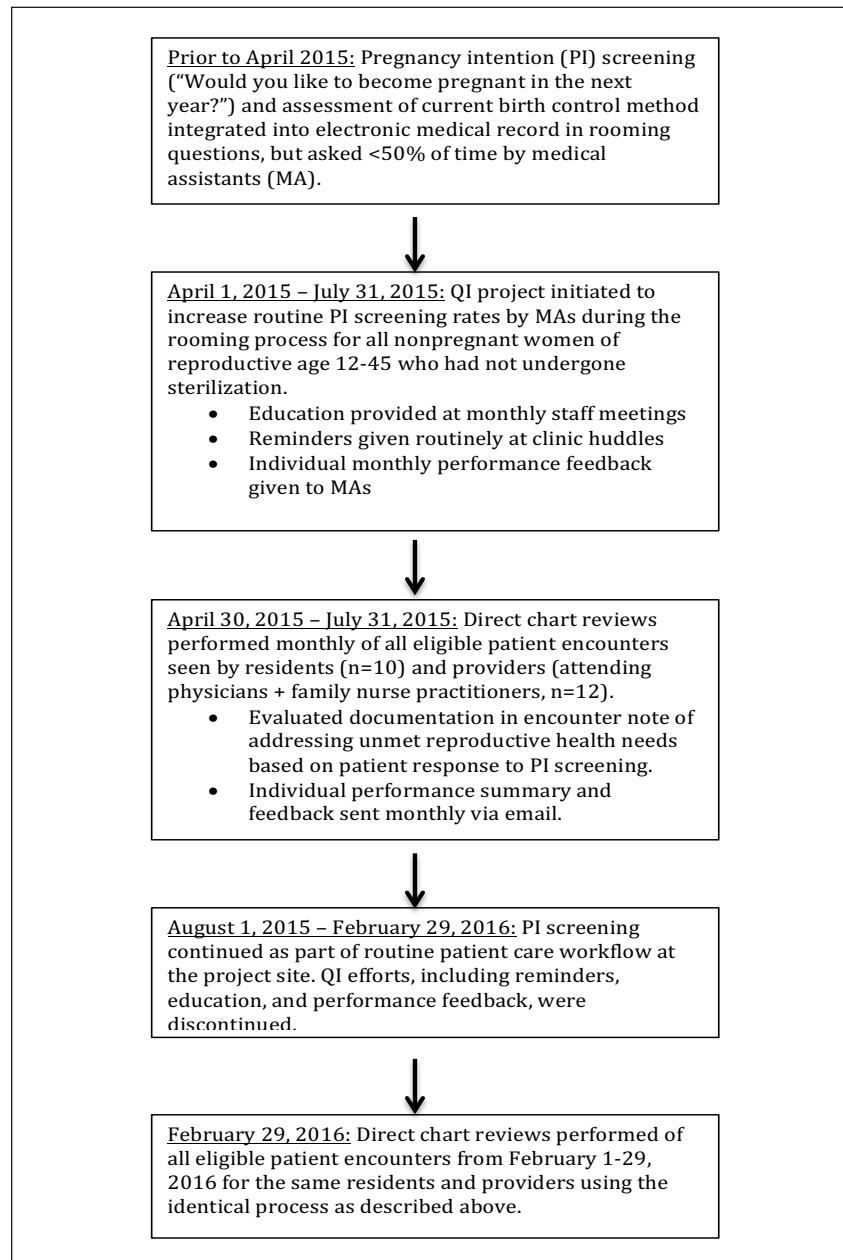 Prior to April 2015: Pregnancy intention (PI) screening
(“Would you like to become pregnant in the next
year?”) and assessment of current birth control method
integrated into electronic medical record in rooming
questions, but asked <50% of time by medical
assistants (MA).
April 1, 2015 – July 31, 2015: QI project initiated to
increase routine PI screening rates by MAs during the
rooming process for all nonpregnant women of
reproductive age 12-45 who had not undergone
sterilization.
• Education provided at monthly staff meetings
• Reminders given routinely at clinic huddles
• Individual monthly performance feedback
given to MAs
April 30, 2015 – July 31, 2015: Direct chart reviews
performed monthly of all eligible patient encounters
seen by residents (n=10) and providers (attending
physicians + family nurse practitioners, n=12).
• Evaluated documentation in encounter note of
addressing unmet reproductive health needs
based on patient response to PI screening.
• Individual performance summary and
feedback sent monthly via email.
August 1, 2015 – February 29, 2016: PI screening
continued as part of routine patient care workflow at
the project site. QI efforts, including reminders,
education, and performance feedback, were
discontinued.
February 29, 2016: Direct chart reviews performed of
all eligible patient encounters from February 1-29,
2016 for the same residents and providers using the
identical process as described above.